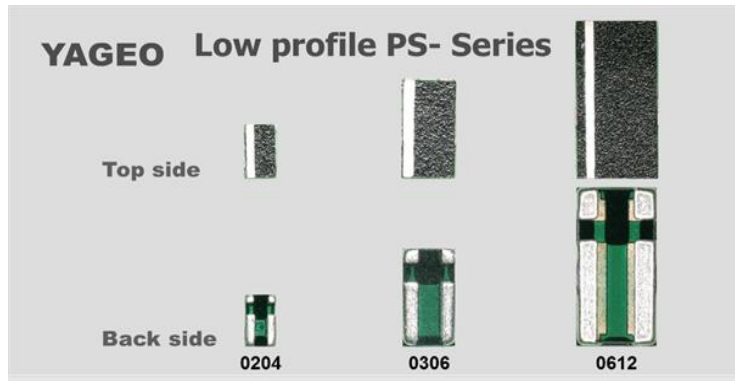 YAGEO Low profile PS- Series
Top side
Back side
0204 0306 0612